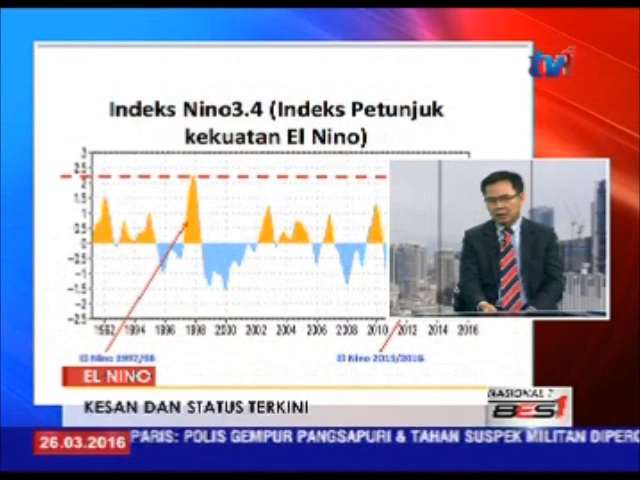 tv1
Indeks Nino3.4 (Indeks Petunjuk
kekuatan El Nino)
3
2.5
2
1.5
1
0.5
0
-0.5
-1
-1.5
-2
-2.5
1992 1994 1996 1998 2000 2002 2004 2006 2008 2010 2012 2014 2016
El Nino 1997/98
El Nino 2015/2016
EL NINO
KESAN DAN STATUS TERKINI
NASIONAL
BES1
26.03.2016
PARIS: POLIS GEMPUR PANGSAPURI & TAHAN SUSPEK MILITAN DIPERC